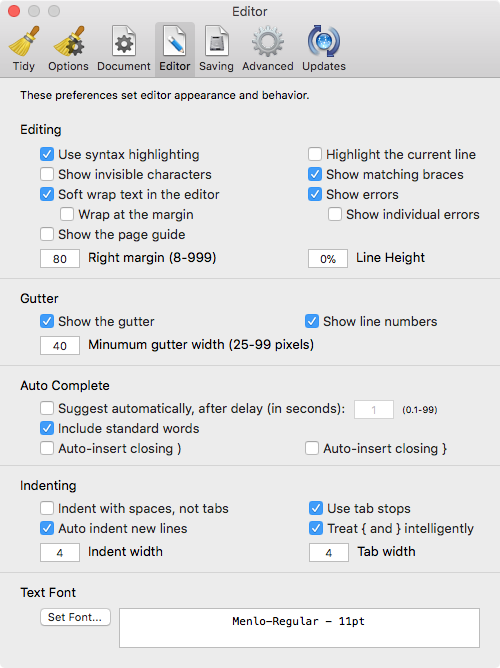 Editor
Tidy Options Document Editor Saving Advanced Updates
These preferences set editor appearance and behavior.
Editing
Use syntax highlighting Highlight the current line
Show invisible characters Show matching braces
Soft wrap text in the editor Show errors
Wrap at the margin Show individual errors
Show the page guide
80 Right margin (8-999) 0% Line Height
Gutter
Show the gutter Show line numbers
40 Minumum gutter width (25-99 pixels)
Auto Complete
Suggest automatically, after delay (in seconds): 1 (0.1-99)
Include standard words
Auto-insert closing ) Auto-insert closing }
Indenting
Indent with spaces, not tabs Use tab stops
Auto indent new lines Treat { and } intelligently
4 Indent width 4 Tab width
Text Font
Set Font... Menlo-Regular - 11pt